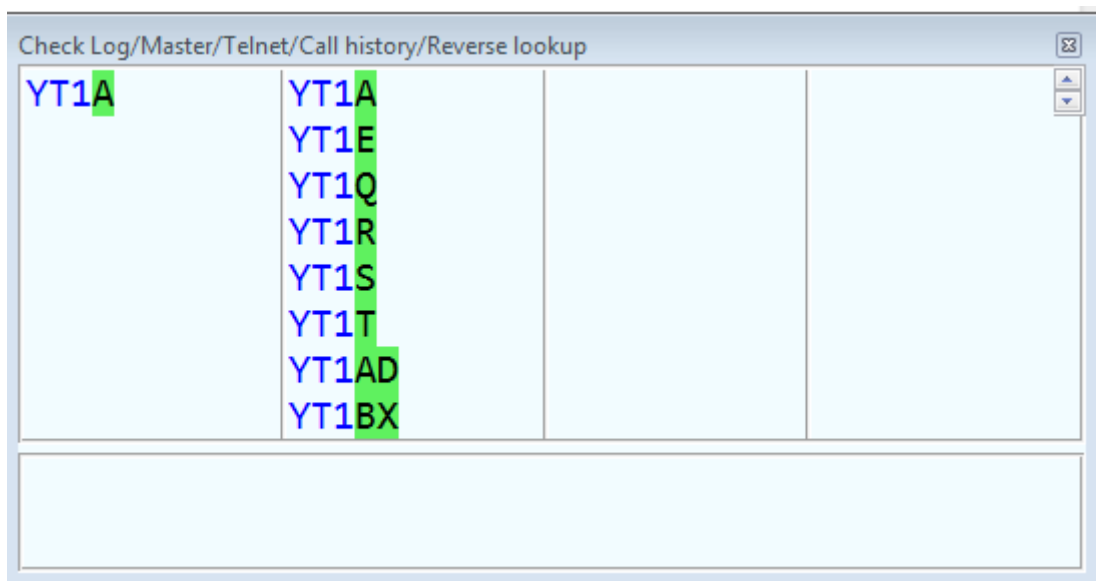 Check Log/Master/Telnet/Call history/Reverse lookup
YT1A YT1A
YT1E
YT1Q
YT1R
YT1S
YT1T
YT1AD
YT1BX